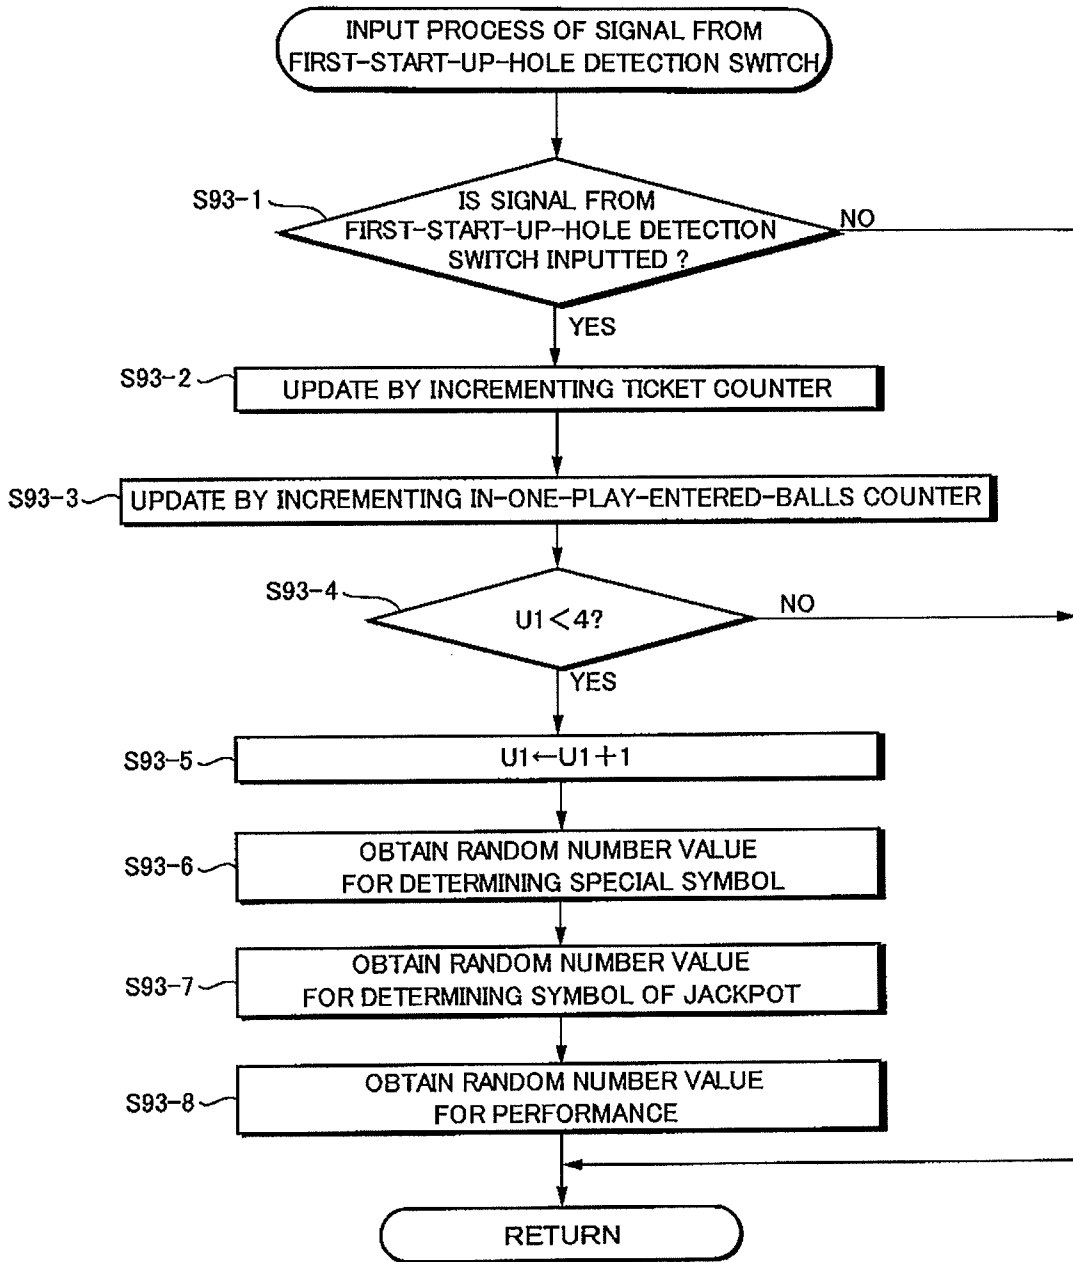 INPUT PROCESS OF SIGNAL FROM
FIRST-START-UP-HOLE DETECTION SWITCH
S93-1
IS SIGNAL FROM
FIRST-START-UP-HOLE DETECTION
SWITCH INPUTTED ?
NO
YES
S93-2
UPDATE BY INCREMENTING TICKET COUNTER
S93-3
UPDATE BY INCREMENTING IN-ONE-PLAY-ENTERED-BALLS COUNTER
S93-4
U1<4?
NO
YES
S93-5
U1←U1+1
S93-6
OBTAIN RANDOM NUMBER VALUE
FOR DETERMINING SPECIAL SYMBOL
S93-7
OBTAIN RANDOM NUMBER VALUE
FOR DETERMINING SYMBOL OF JACKPOT
S93-8
OBTAIN RANDOM NUMBER VALUE
FOR PERFORMANCE
RETURN